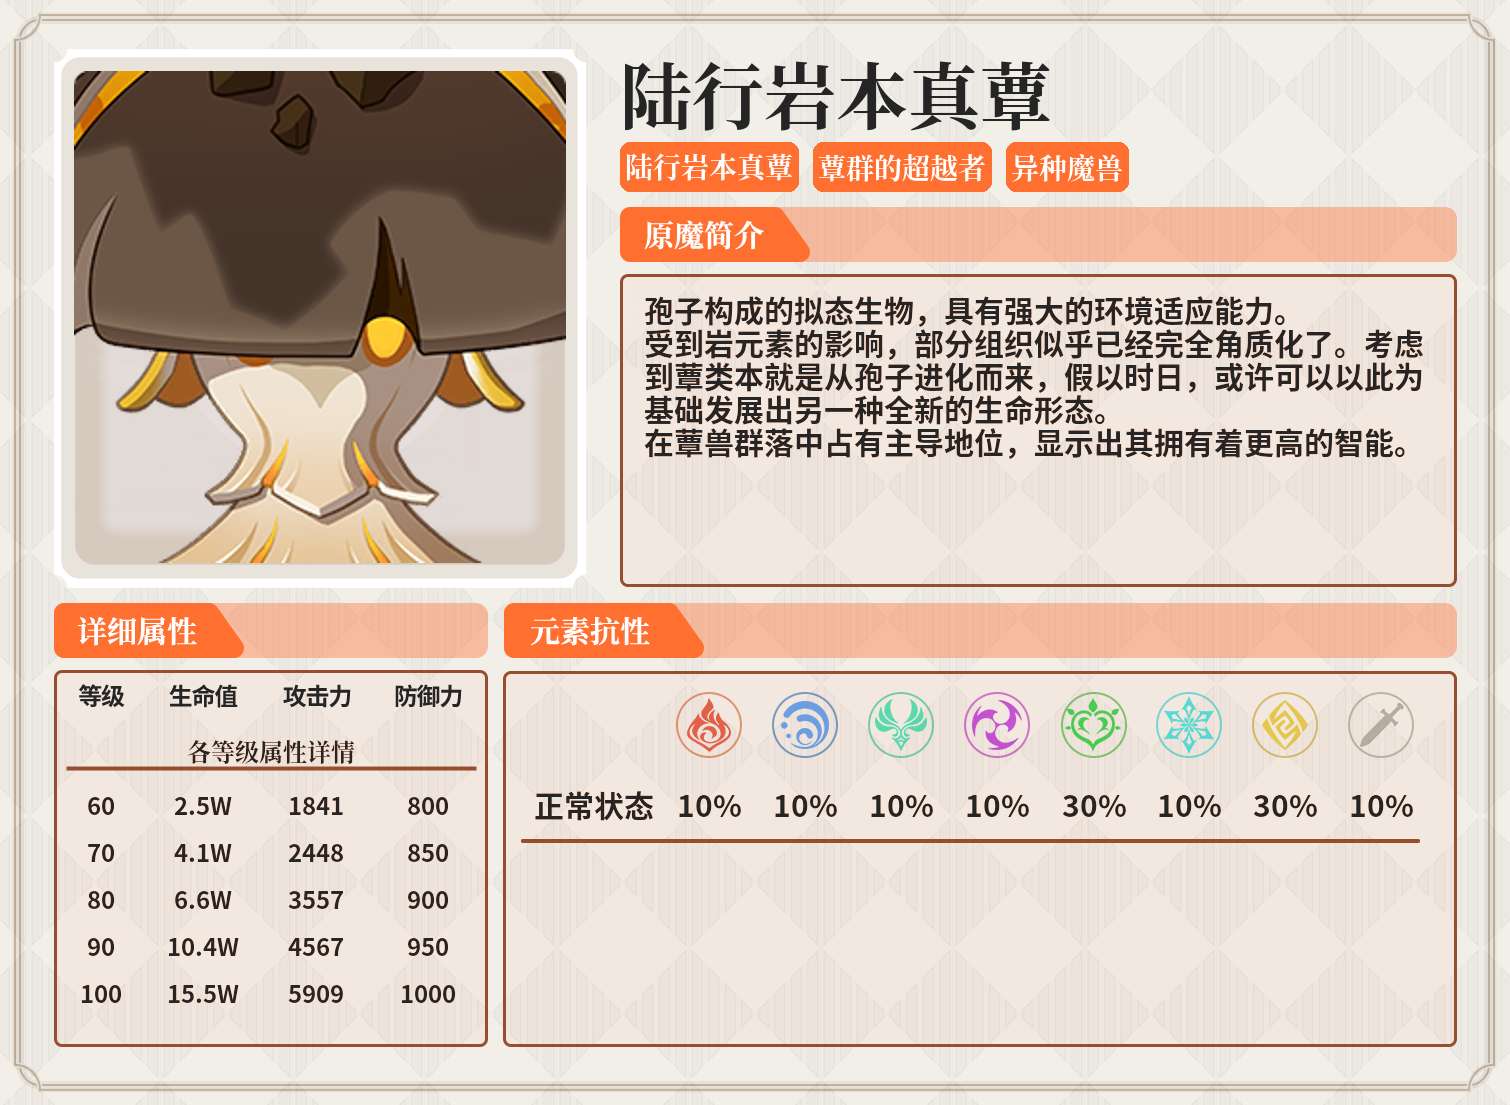 陆行岩本真蕈
陆行岩本真蕈 蕈群的超越者 异种魔兽
原魔简介
孢子构成的拟态生物，具有强大的环境适应能力。
受到岩元素的影响，部分组织似乎已经完全角质化了。考虑
到蕈类本就是从孢子进化而来，假以时日，或许可以以此为
基础发展出另一种全新的生命形态。
在蕈兽群落中占有主导地位，显示出其拥有着更高的智能。
详细属性
等级 生命值 攻击力 防御力
各等级属性详情
60 2.5W 1841 800
70 4.1W 2448 850
80 6.6W 3557 900
90 10.4W 4567 950
100 15.5W 5909 1000
元素抗性
正常状态 10% 10% 10% 10% 30% 10% 30% 10%